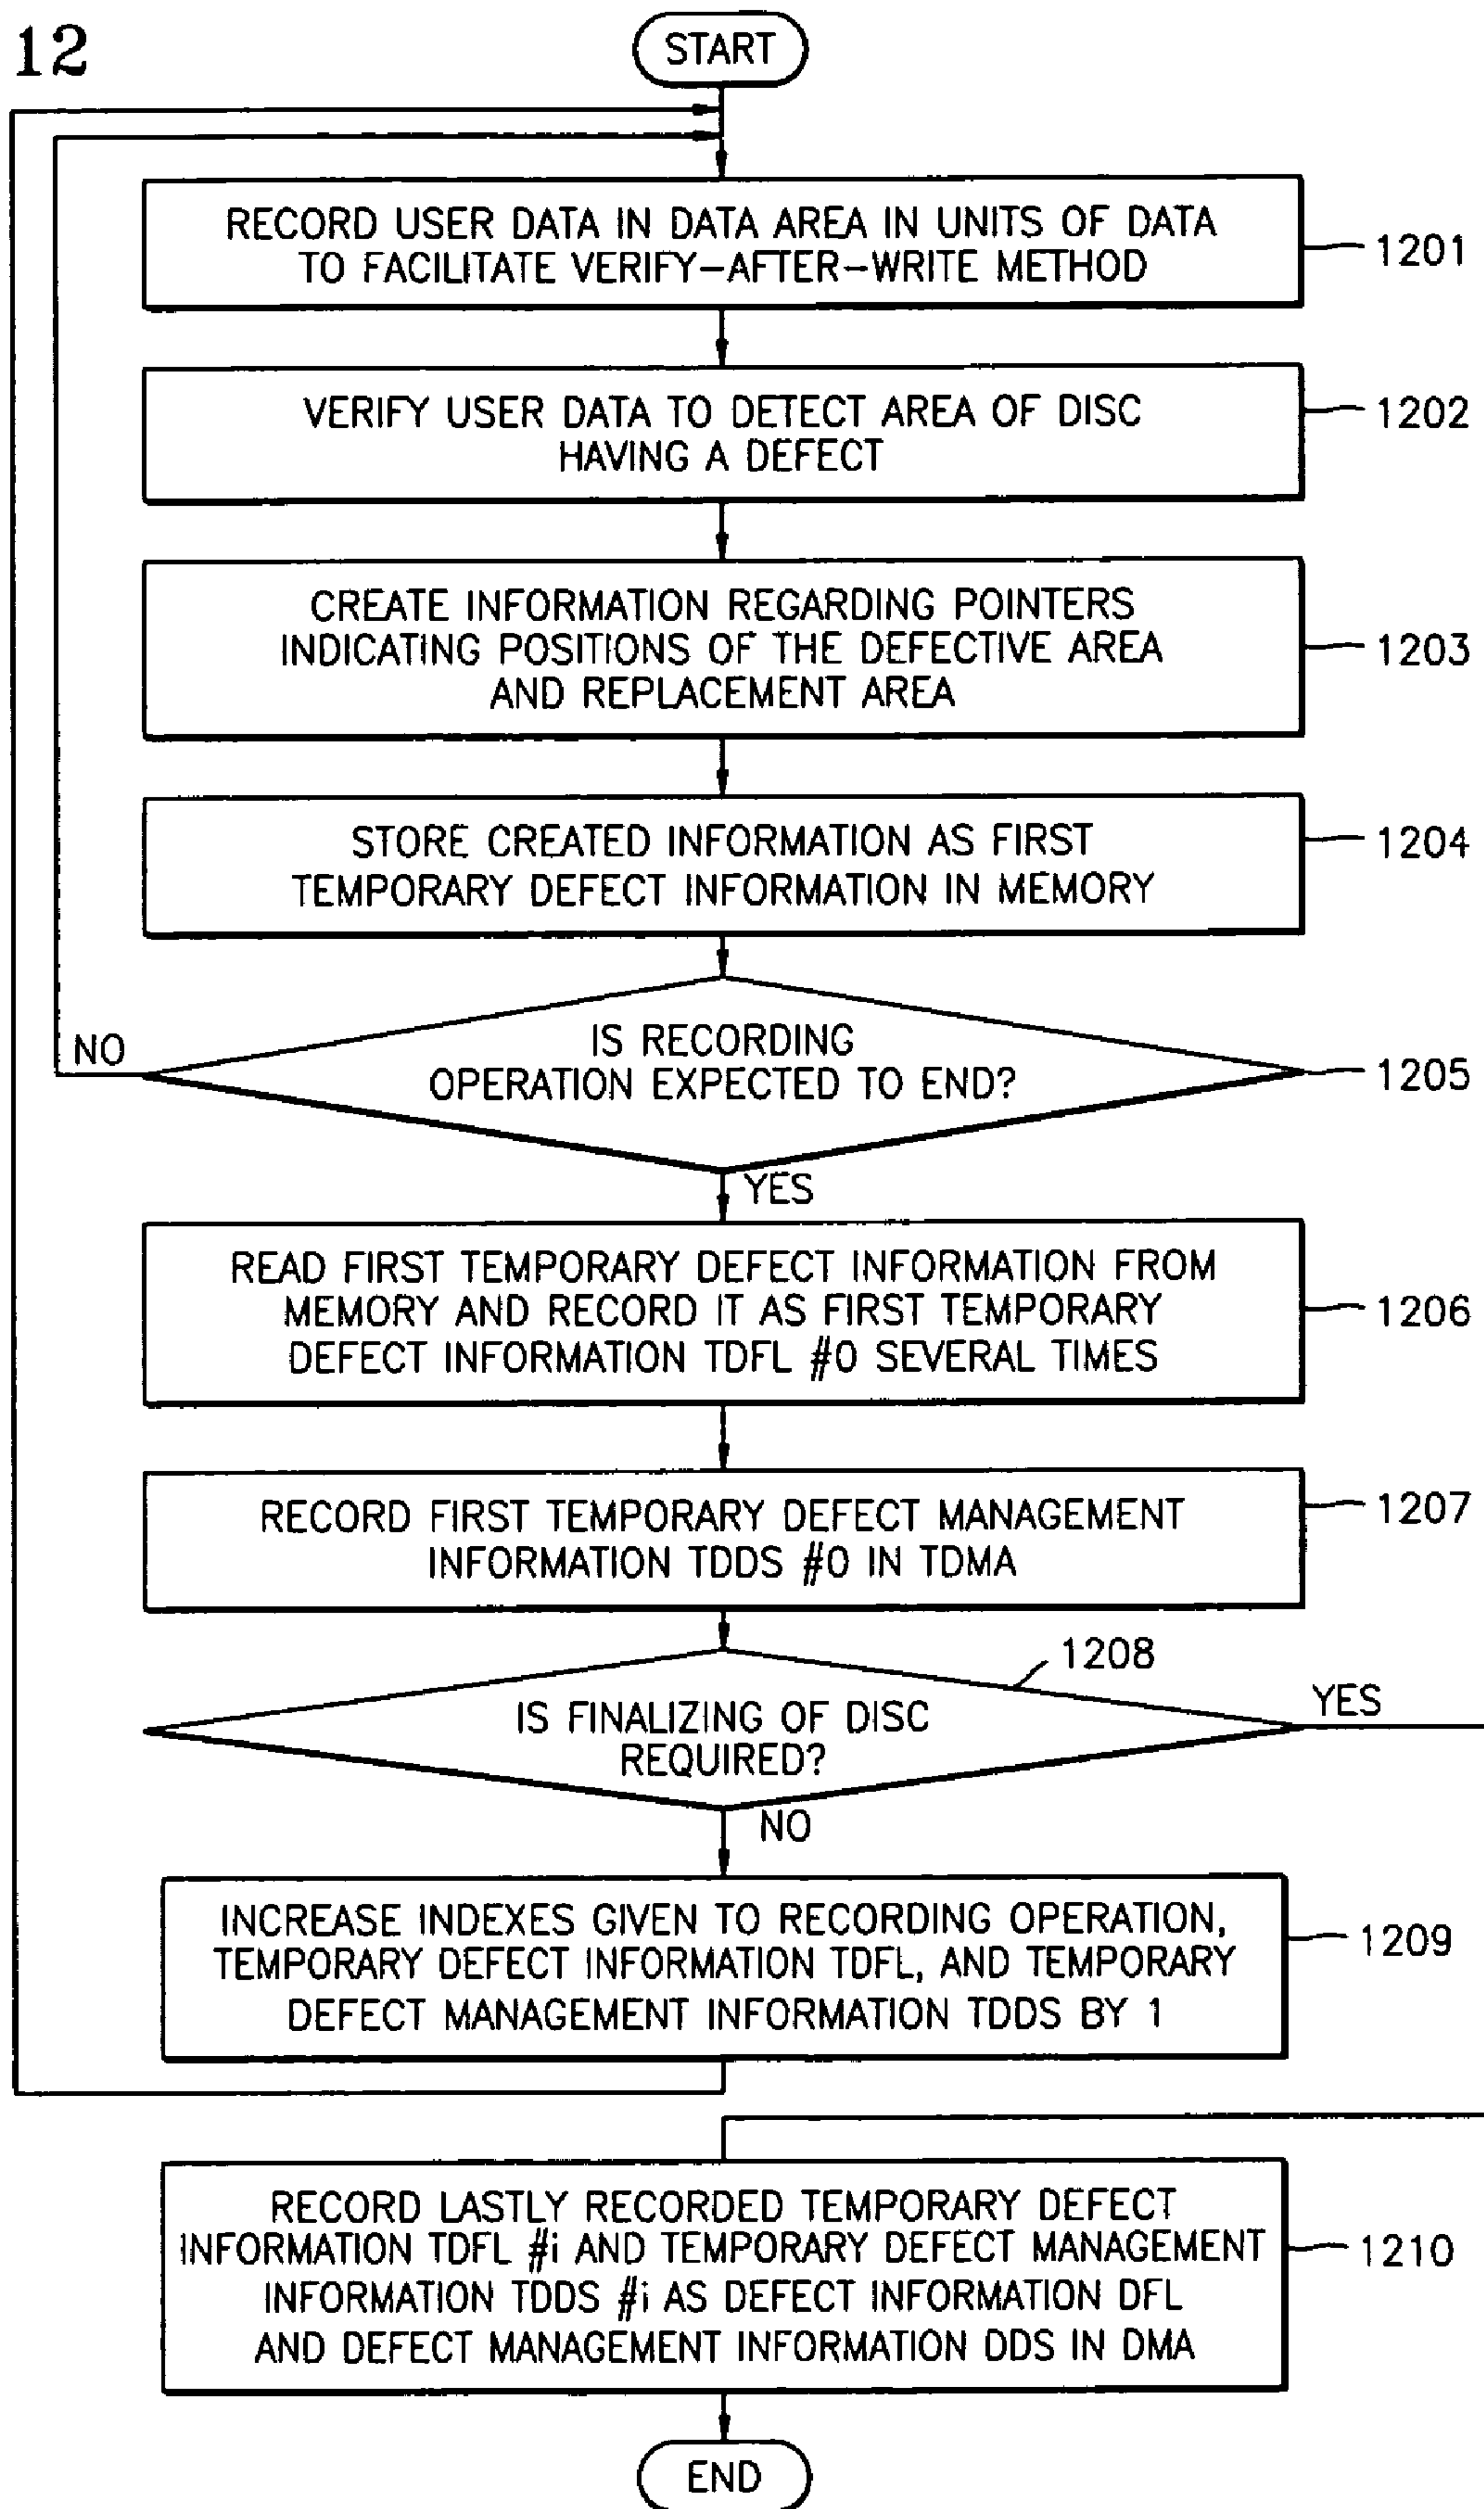 12
START
RECORD USER DATA IN DATA AREA IN UNITS OF DATA
TO FACILITATE VERIFY-AFTER-WRITE METHOD
1201
VERIFY USER DATA TO DETECT AREA OF DISC
HAVING A DEFECT
1202
CREATE INFORMATION REGARDING POINTERS
INDICATING POSITIONS OF THE DEFECTIVE AREA
AND REPLACEMENT AREA
1203
STORE CREATED INFORMATION AS FIRST
TEMPORARY DEFECT INFORMATION IN MEMORY
1204
NO
IS RECORDING
OPERATION EXPECTED TO END?
1205
YES
READ FIRST TEMPORARY DEFECT INFORMATION FROM
MEMORY AND RECORD IT AS FIRST TEMPORARY
DEFECT INFORMATION TDFL #0 SEVERAL TIMES
1206
RECORD FIRST TEMPORARY DEFECT MANAGEMENT
INFORMATION TDDS #0 IN TDMA
1207
1208
IS FINALIZING OF DISC
REQUIRED?
YES
NO
INCREASE INDEXES GIVEN TO RECORDING OPERATION,
TEMPORARY DEFECT INFORMATION TDFL, AND TEMPORARY
DEFECT MANAGEMENT INFORMATION TDDS BY 1
1209
RECORD LASTLY RECORDED TEMPORARY DEFECT
INFORMATION TDFL #i AND TEMPORARY DEFECT MANAGEMENT
INFORMATION TDDS #i AS DEFECT INFORMATION DFL
AND DEFECT MANAGEMENT INFORMATION DDS IN DMA
1210
END